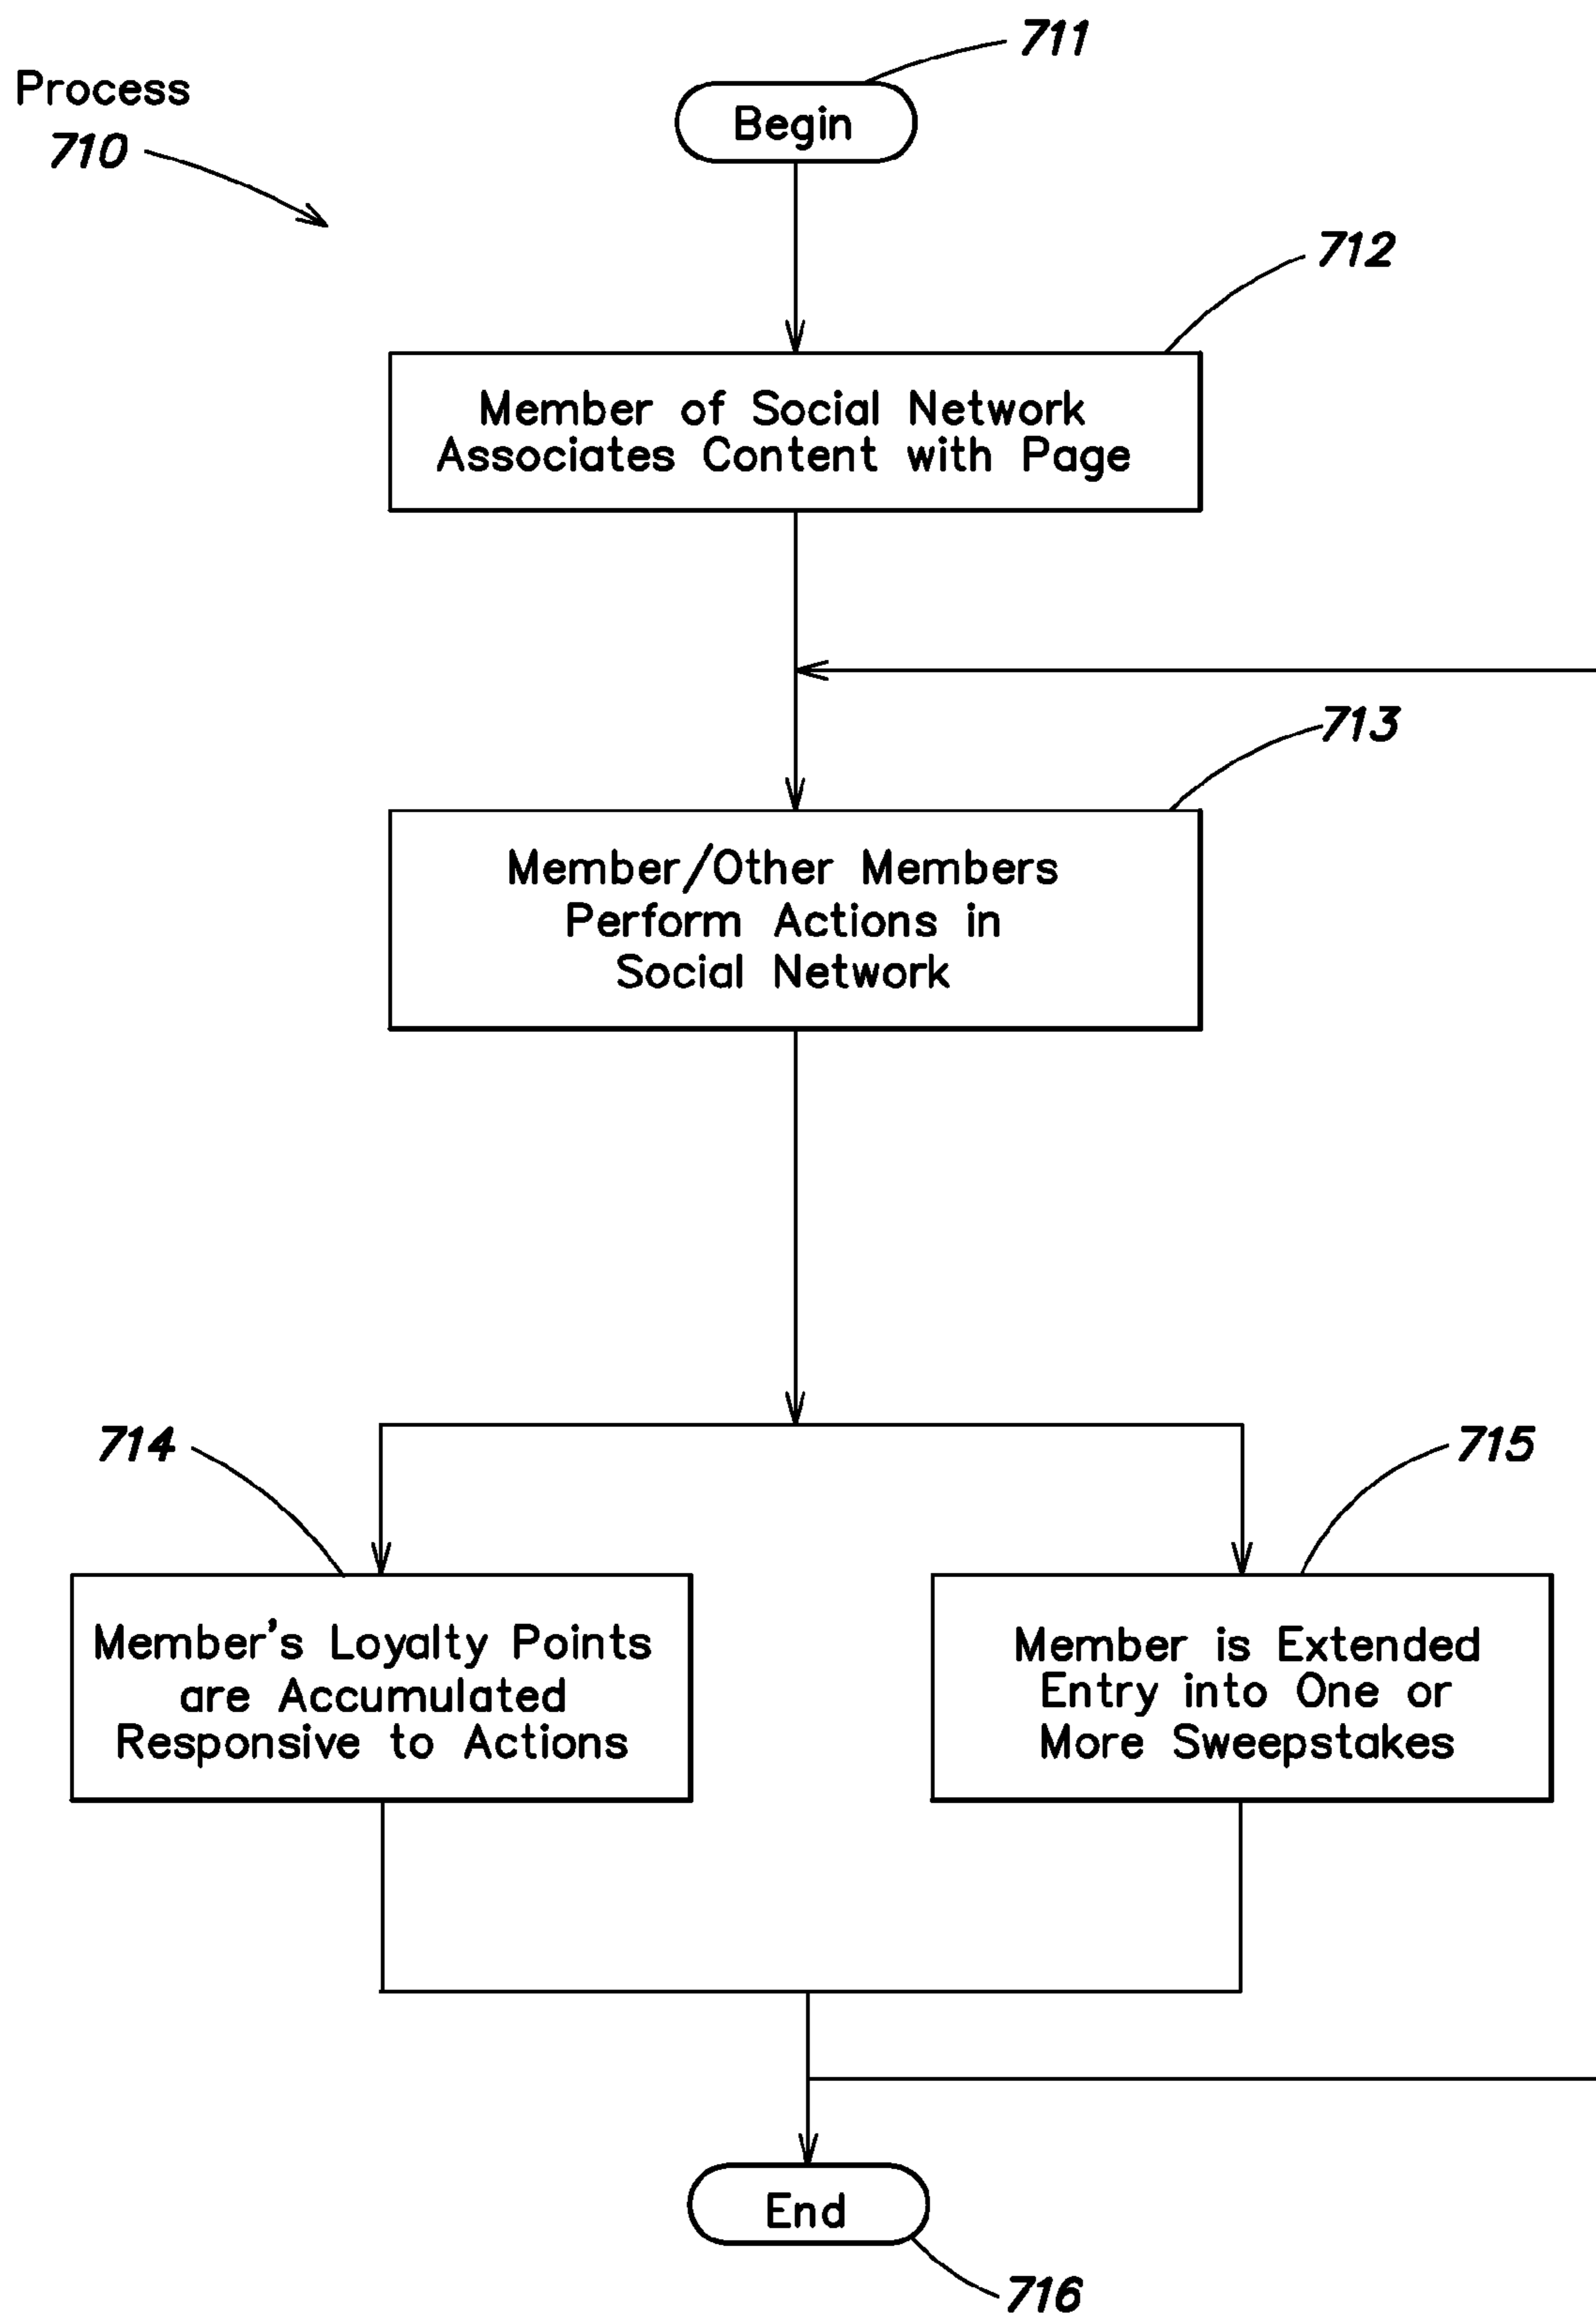 711
Process
710
Begin
712
Member of Social Network
Associates Content with Page
713
Member/Other Members
Perform Actions in
Social Network
714
715
Member's Loyalty Points
are Accumulated
Responsive to Actions
Member is Extended
Entry into One or
More Sweepstakes
End
716